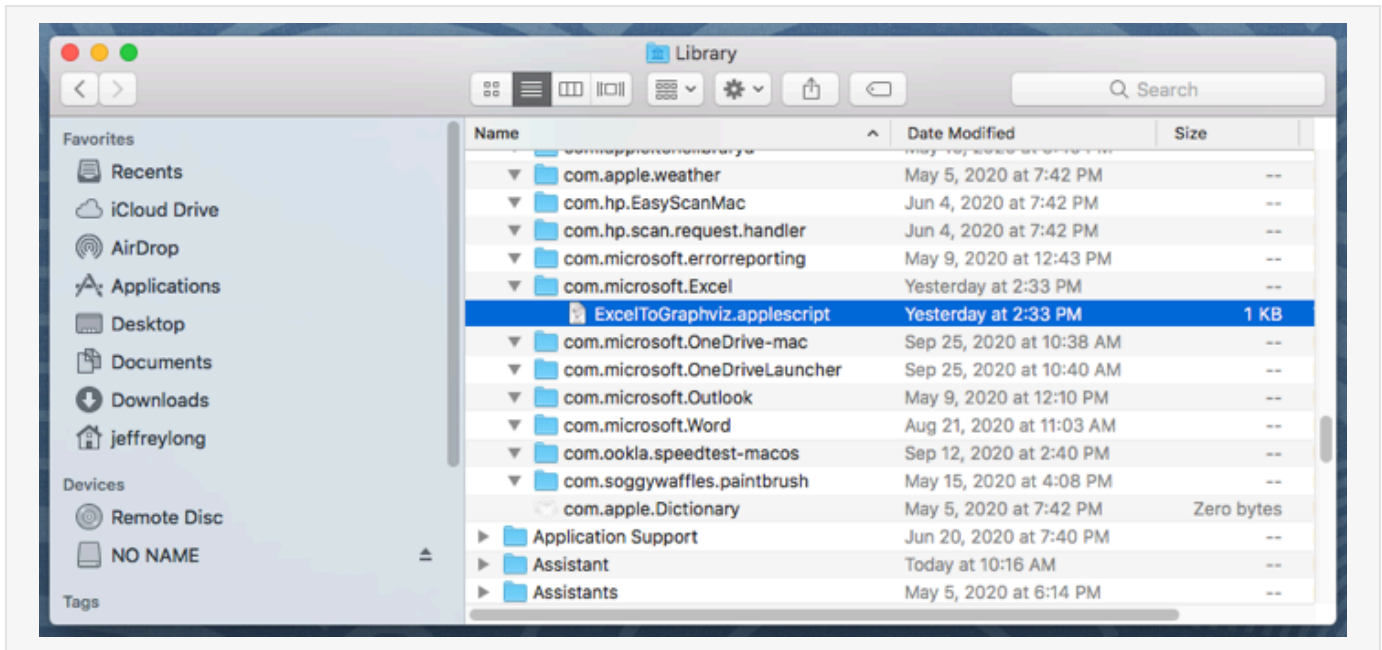 Library
Search
Favorites
Recents
iCloud Drive
AirDrop
Applications
Desktop
Documents
Downloads
jeffreylong
Devices
Remote Disc
NO NAME
Tags
Name Date Modified Size
com.apple.weather May 5, 2020 at 7:42 PM --
com.hp.EasyScanMac Jun 4, 2020 at 7:42 PM --
com.hp.scan.request.handler Jun 4, 2020 at 7:42 PM --
com.microsoft.errorreporting May 9, 2020 at 12:43 PM --
com.microsoft.Excel Yesterday at 2:33 PM --
ExcelToGraphviz.applescript Yesterday at 2:33 PM 1 KB
com.microsoft.OneDrive-mac Sep 25, 2020 at 10:38 AM --
com.microsoft.OneDriveLauncher Sep 25, 2020 at 10:40 AM --
com.microsoft.Outlook May 9, 2020 at 12:10 PM --
com.microsoft.Word Aug 21, 2020 at 11:03 AM --
com.ookla.speedtest-macos Sep 12, 2020 at 2:40 PM --
com.soggywaffles.paintbrush May 15, 2020 at 4:08 PM --
com.apple.Dictionary May 5, 2020 at 7:42 PM Zero bytes
Application Support Jun 20, 2020 at 7:40 PM --
Assistant Today at 10:16 AM --
Assistants May 5, 2020 at 6:14 PM --